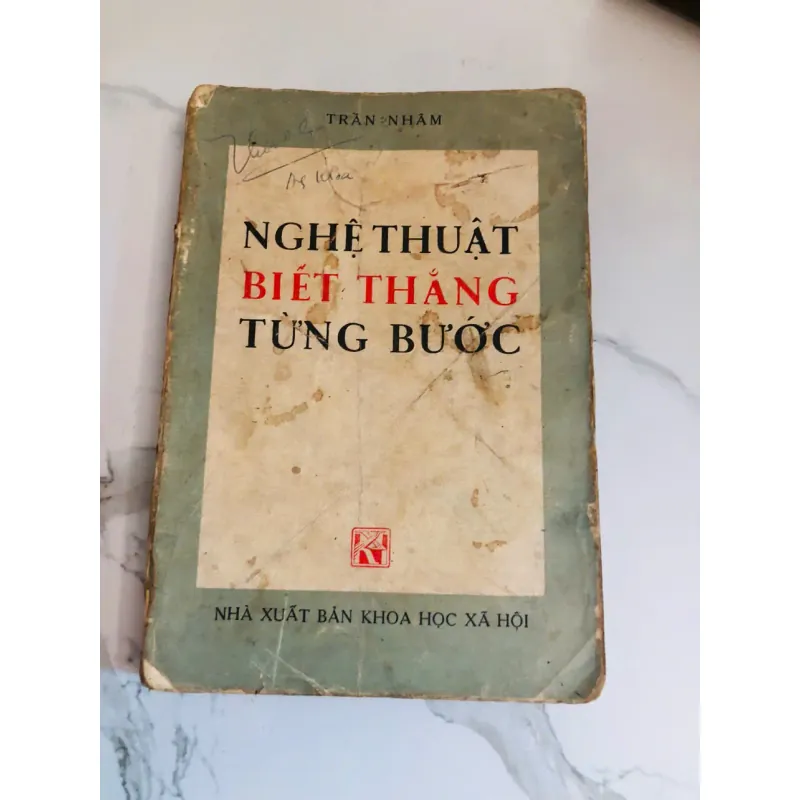 TRẦN NHÂM
NGHỆ THUẬT
BIẾT THẮNG
TỪNG BƯỚC
NHÀ XUẤT BẢN KHOA HỌC XÃ HỘI